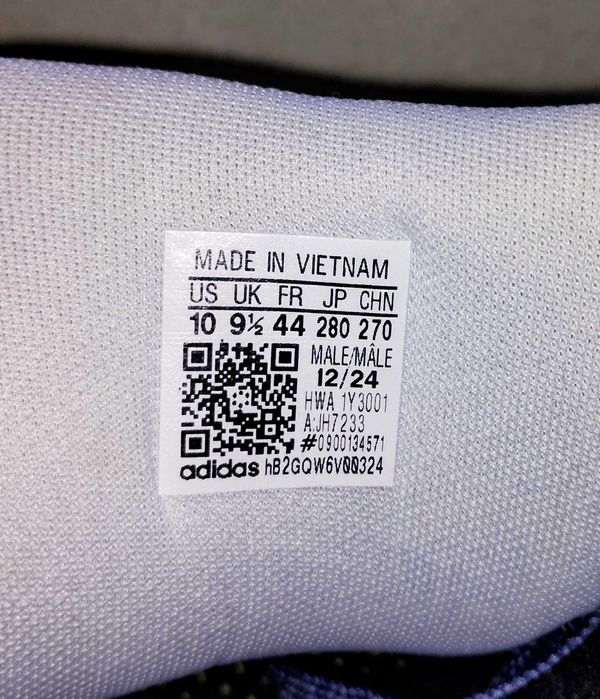 MADE IN VIETNAM
US UK FR JP CHN
10 9½ 44 280 270
MALE/MÂLE
12/24
HWA 1Y3001
A:JH7233
#0900134571
adidas hB2GQW6V00324